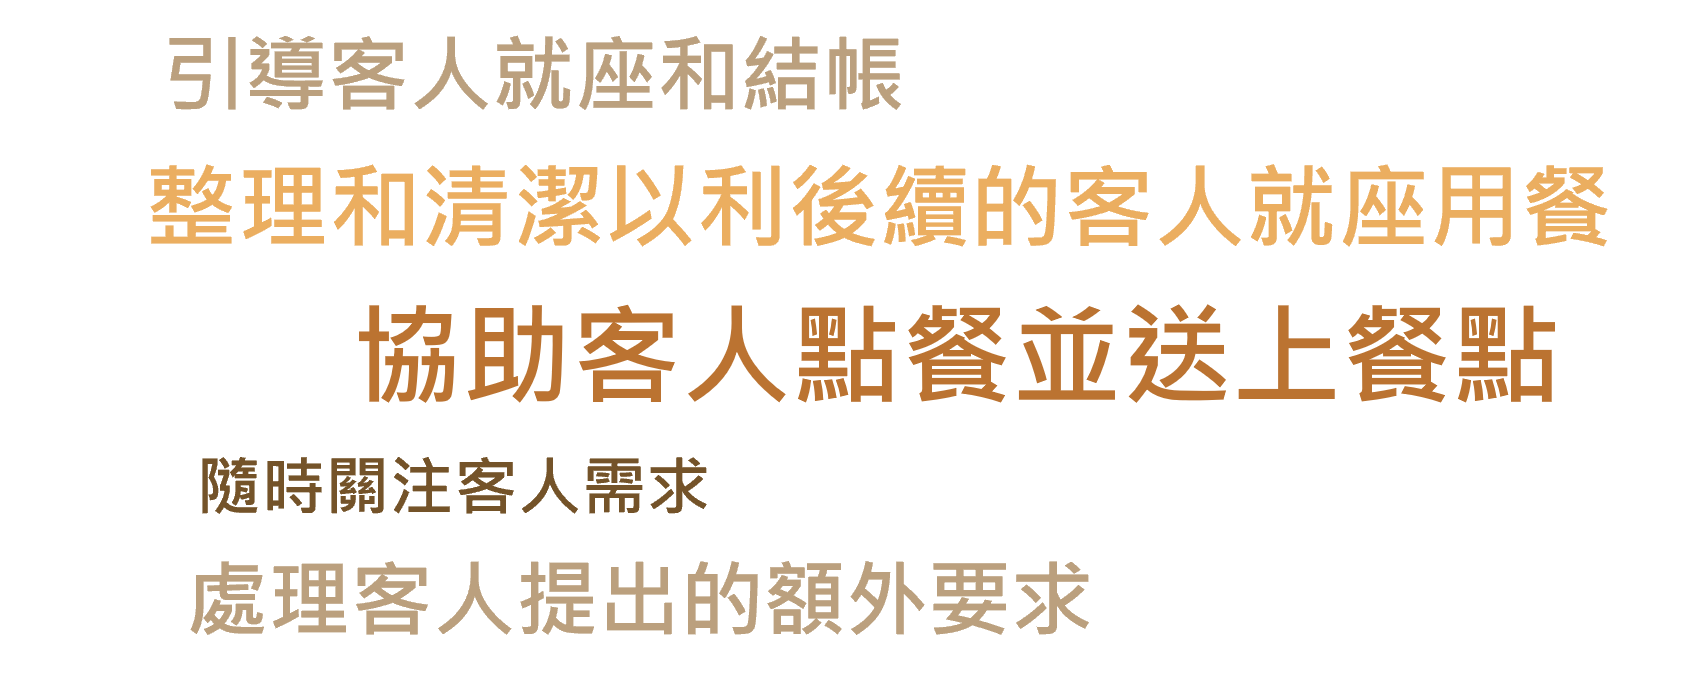 引導客人就座和結帳
整理和清潔以利後續的客人就座用餐
協助客人點餐並送上餐點
隨時關注客人需求
處理客人提出的額外要求